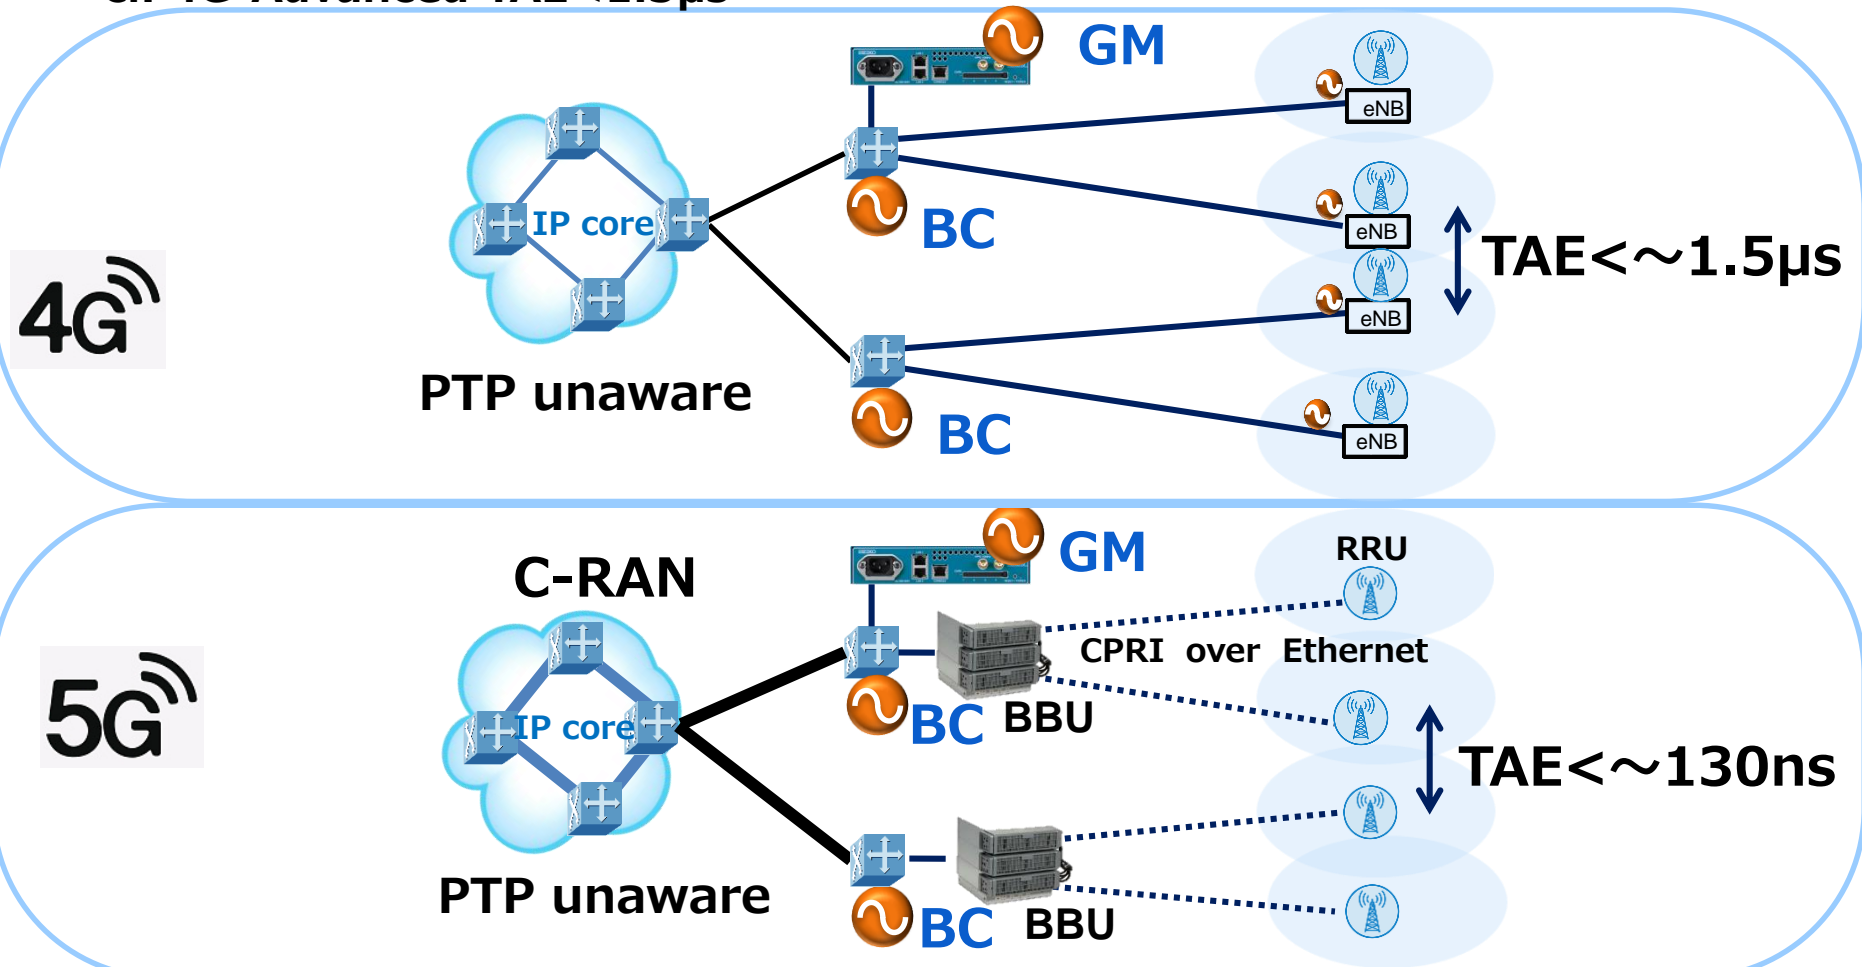 GM
eNB
IP core
BC
eNB
TAE<~1.5μs
4G
eNB
PTP unaware
BC
eNB
C-RAN
GM
RRU
CPRI over Ethernet
5G
IP core
BC
BBU
TAE<~130ns
PTP unaware
BC
BBU